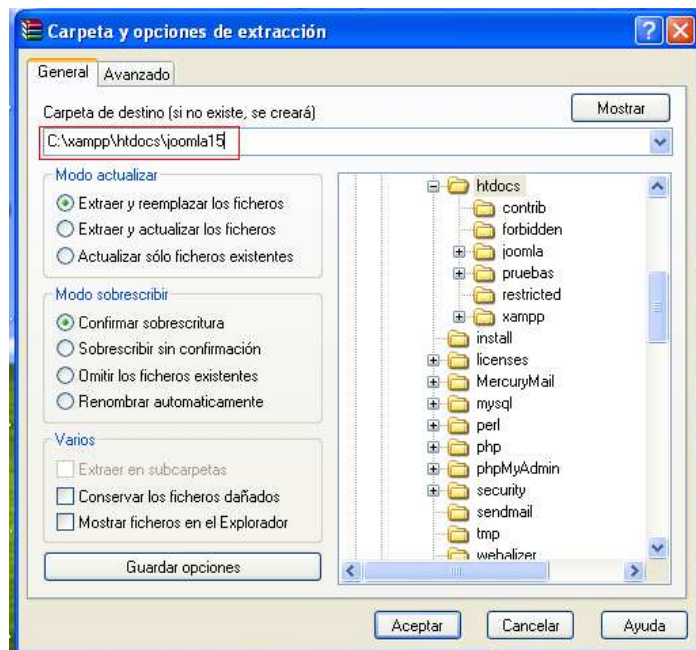 Carpeta y opciones de extracción
General
Avanzado
Carpeta de destino (si no existe, se creará)
Mostrar
C:\xampp\htdocs\joomla15
Modo actualizar
Extraer y reemplazar los ficheros
Extraer y actualizar los ficheros
Actualizar sólo ficheros existentes
Modo sobrescribir
Confirmar sobrescritura
Sobrescribir sin confirmación
Omitir los ficheros existentes
Renombrar automaticamente
Varios
Extraer en subcarpetas
Conservar los ficheros dañados
Mostrar ficheros en el Explorador
Guardar opciones
htdocs
contrib
forbidden
joomla
pruebas
restricted
xampp
install
licenses
MercuryMail
mysql
perl
php
phpMyAdmin
security
sendmail
tmp
webalizer
Aceptar
Cancelar
Ayuda